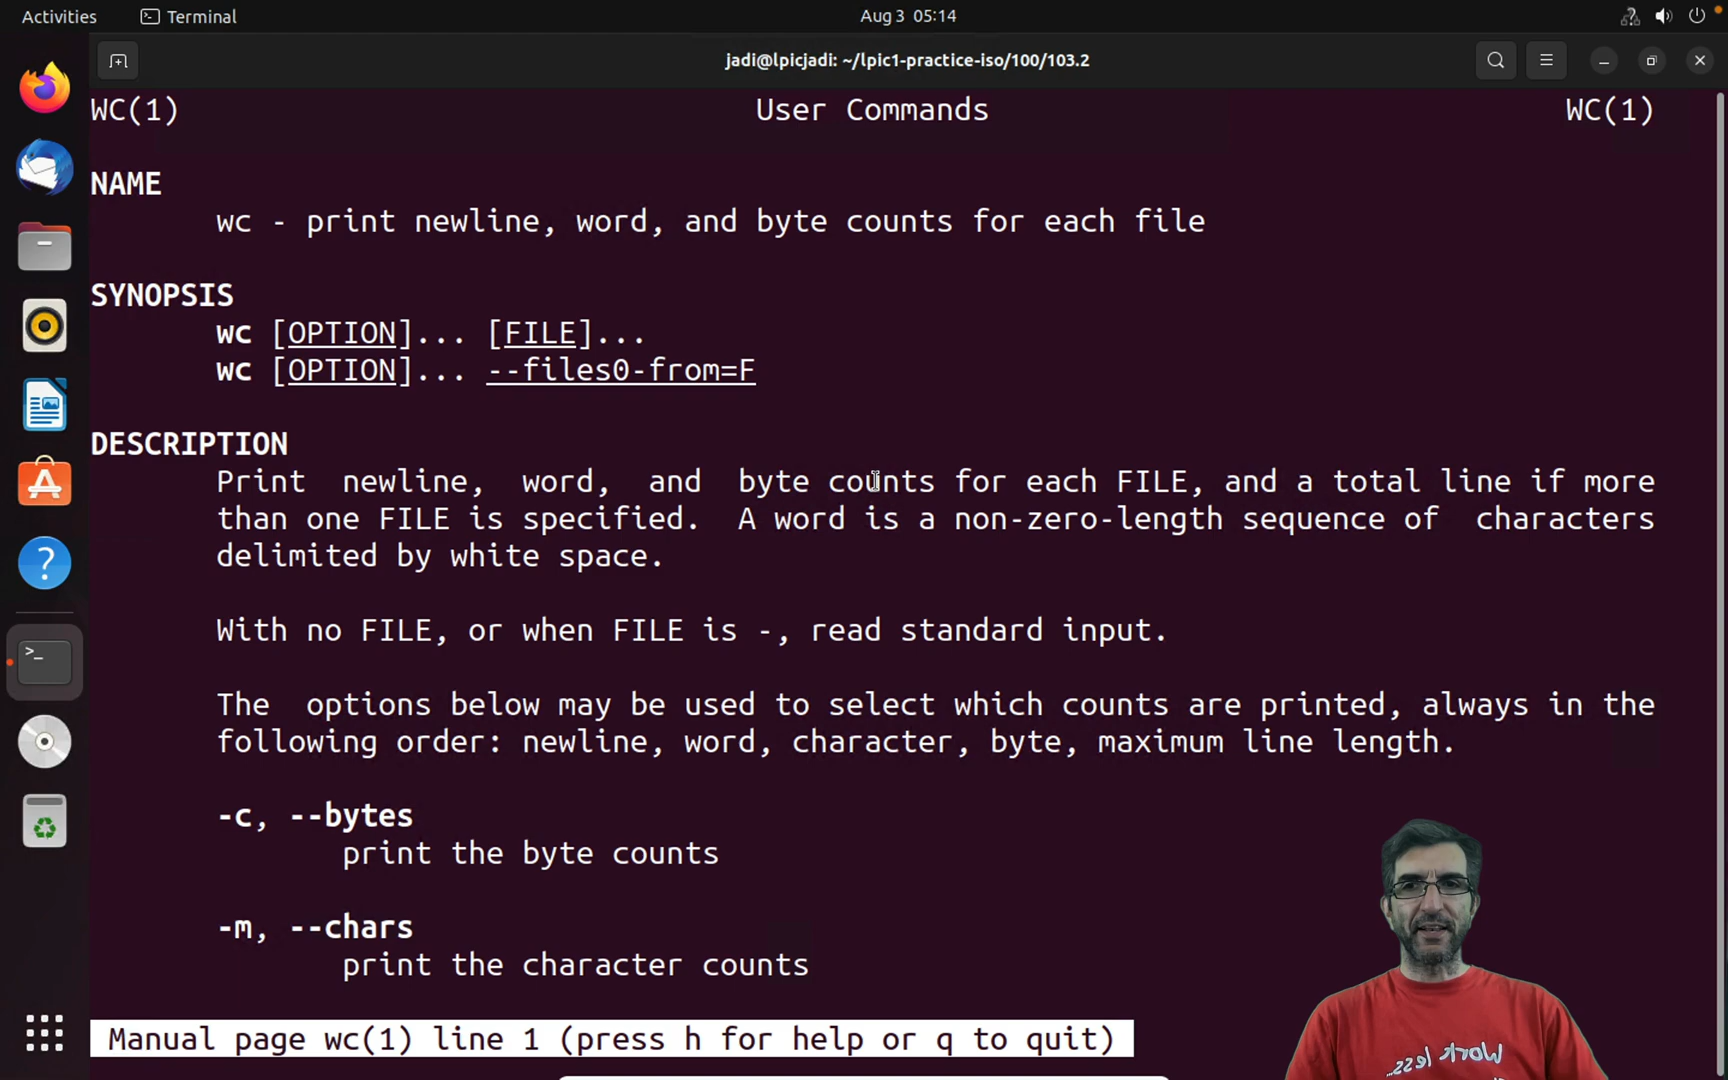 Activities
Terminal
Aug 3 05:14
jadi@lpicjadi: ~/lpic1-practice-iso/100/103.2
WC(1) User Commands WC(1)
NAME
wc - print newline, word, and byte counts for each file
SYNOPSIS
wc [OPTION]... [FILE]...
wc [OPTION]... --files0-from=F
DESCRIPTION
Print newline, word, and byte counts for each FILE, and a total line if more
than one FILE is specified. A word is a non-zero-length sequence of characters
delimited by white space.
With no FILE, or when FILE is -, read standard input.
The options below may be used to select which counts are printed, always in the
following order: newline, word, character, byte, maximum line length.
-c, --bytes
print the byte counts
-m, --chars
print the character counts
Manual page wc(1) line 1 (press h for help or q to quit)
Work
less...